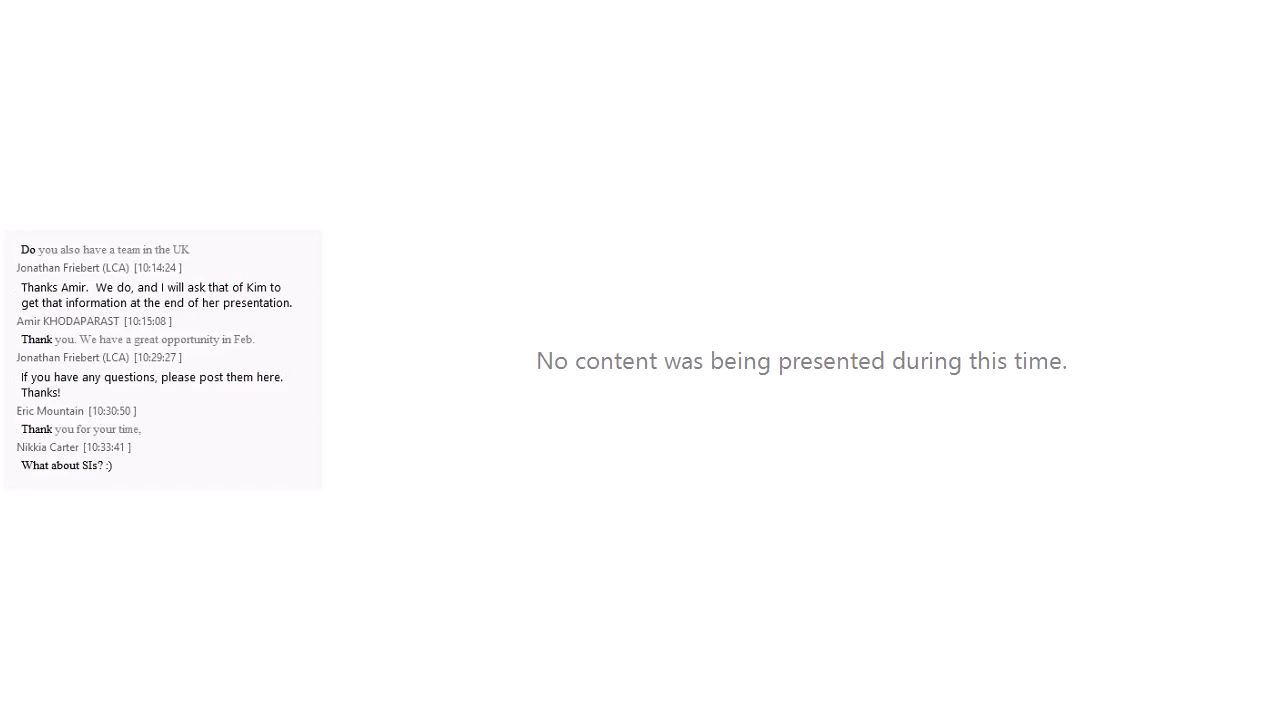 Do you also have a team in the UK
Jonathan Friebert (LCA) [10:14:24 ]
Thanks Amir. We do, and I will ask that of Kim to
get that information at the end of her presentation.
Amir KHODAPARAST [10:15:08 ]
Thank you. We have a great opportunity in Feb.
Jonathan Friebert (LCA) [10:29:27 ]
If you have any questions, please post them here.
Thanks!
Eric Mountain [10:30:50 ]
Thank you for your time,
Nikkia Carter [10:33:41 ]
What about SIs? :)
No content was being presented during this time.